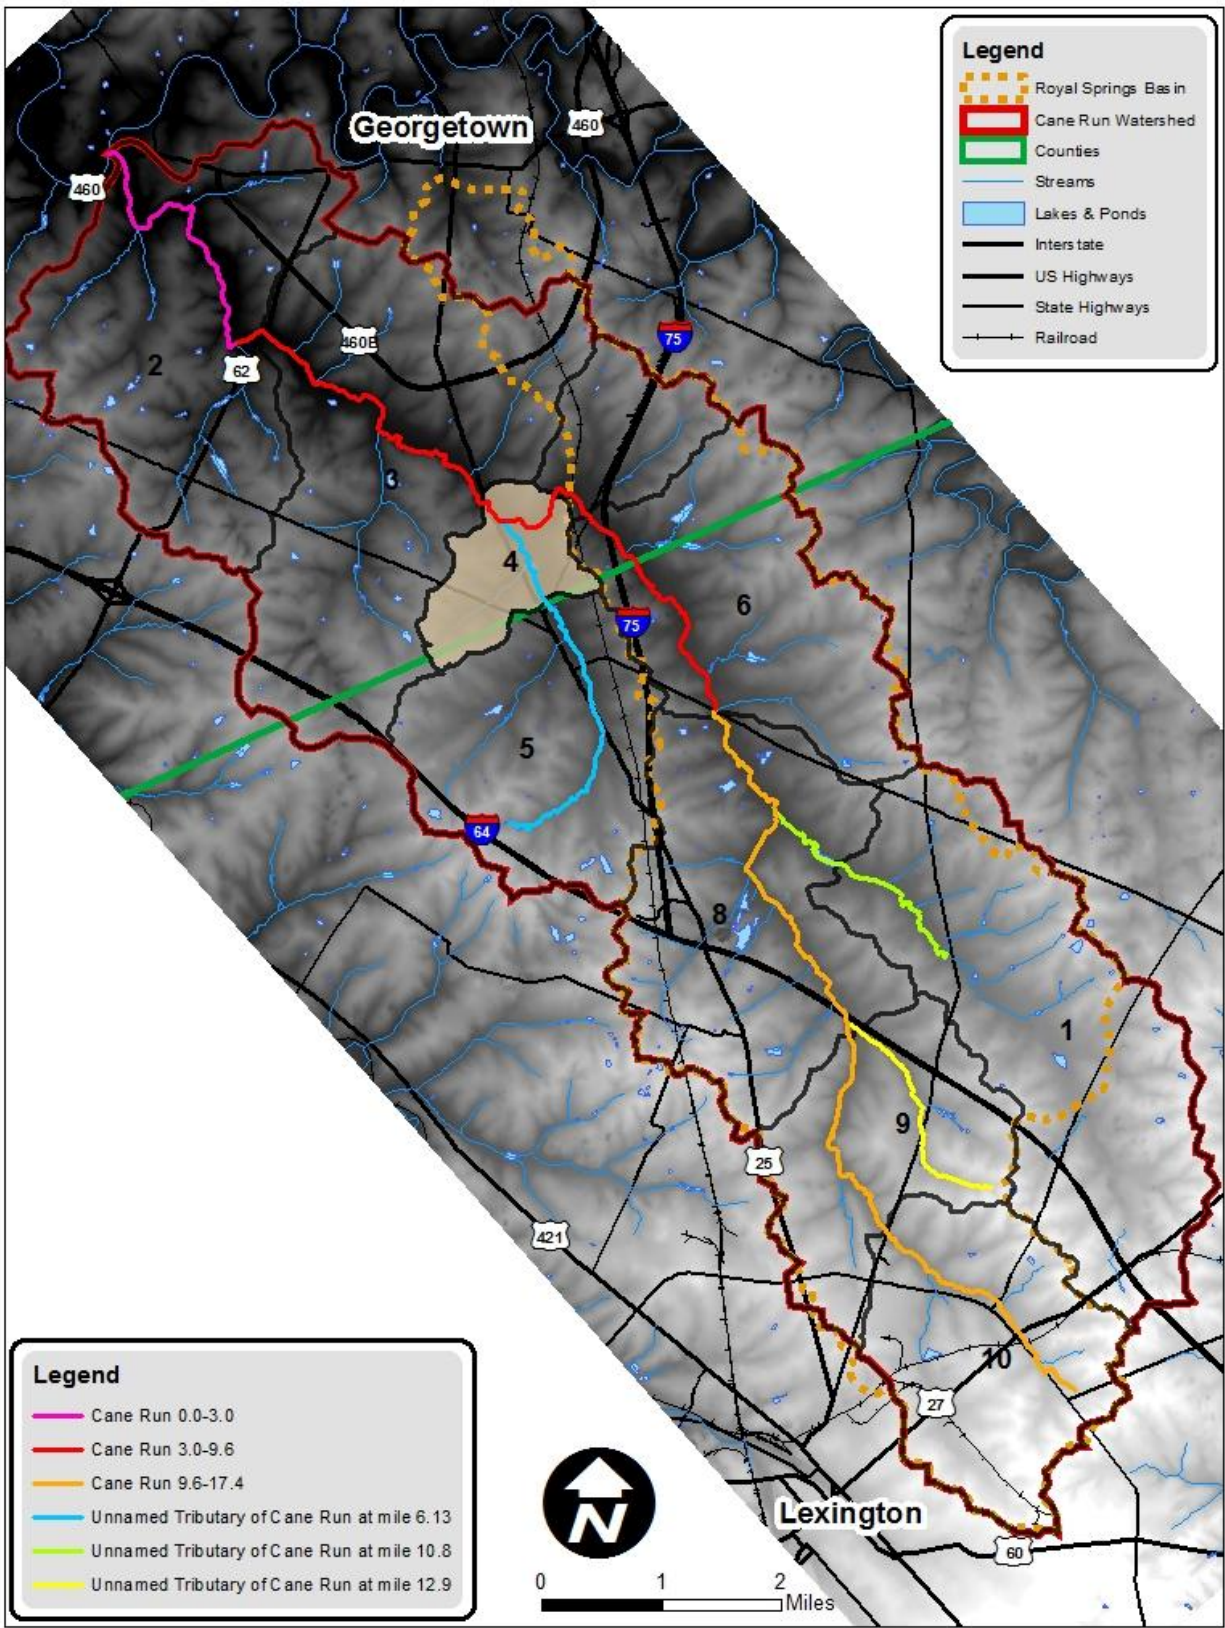 Legend
Royal Springs Basin
Cane Run Watershed
Counties
Streams
Lakes & Ponds
Interstate
US Highways
State Highways
Railroad
Georgetown
460
460
75
460B
2
62
3
4
6
75
5
64
8
1
9
25
421
10
27
Lexington
60
Legend
Cane Run 0.0-3.0
Cane Run 3.0-9.6
Cane Run 9.6-17.4
Unnamed Tributary of Cane Run at mile 6.13
Unnamed Tributary of Cane Run at mile 10.8
Unnamed Tributary of Cane Run at mile 12.9
N
0 1 2
Miles